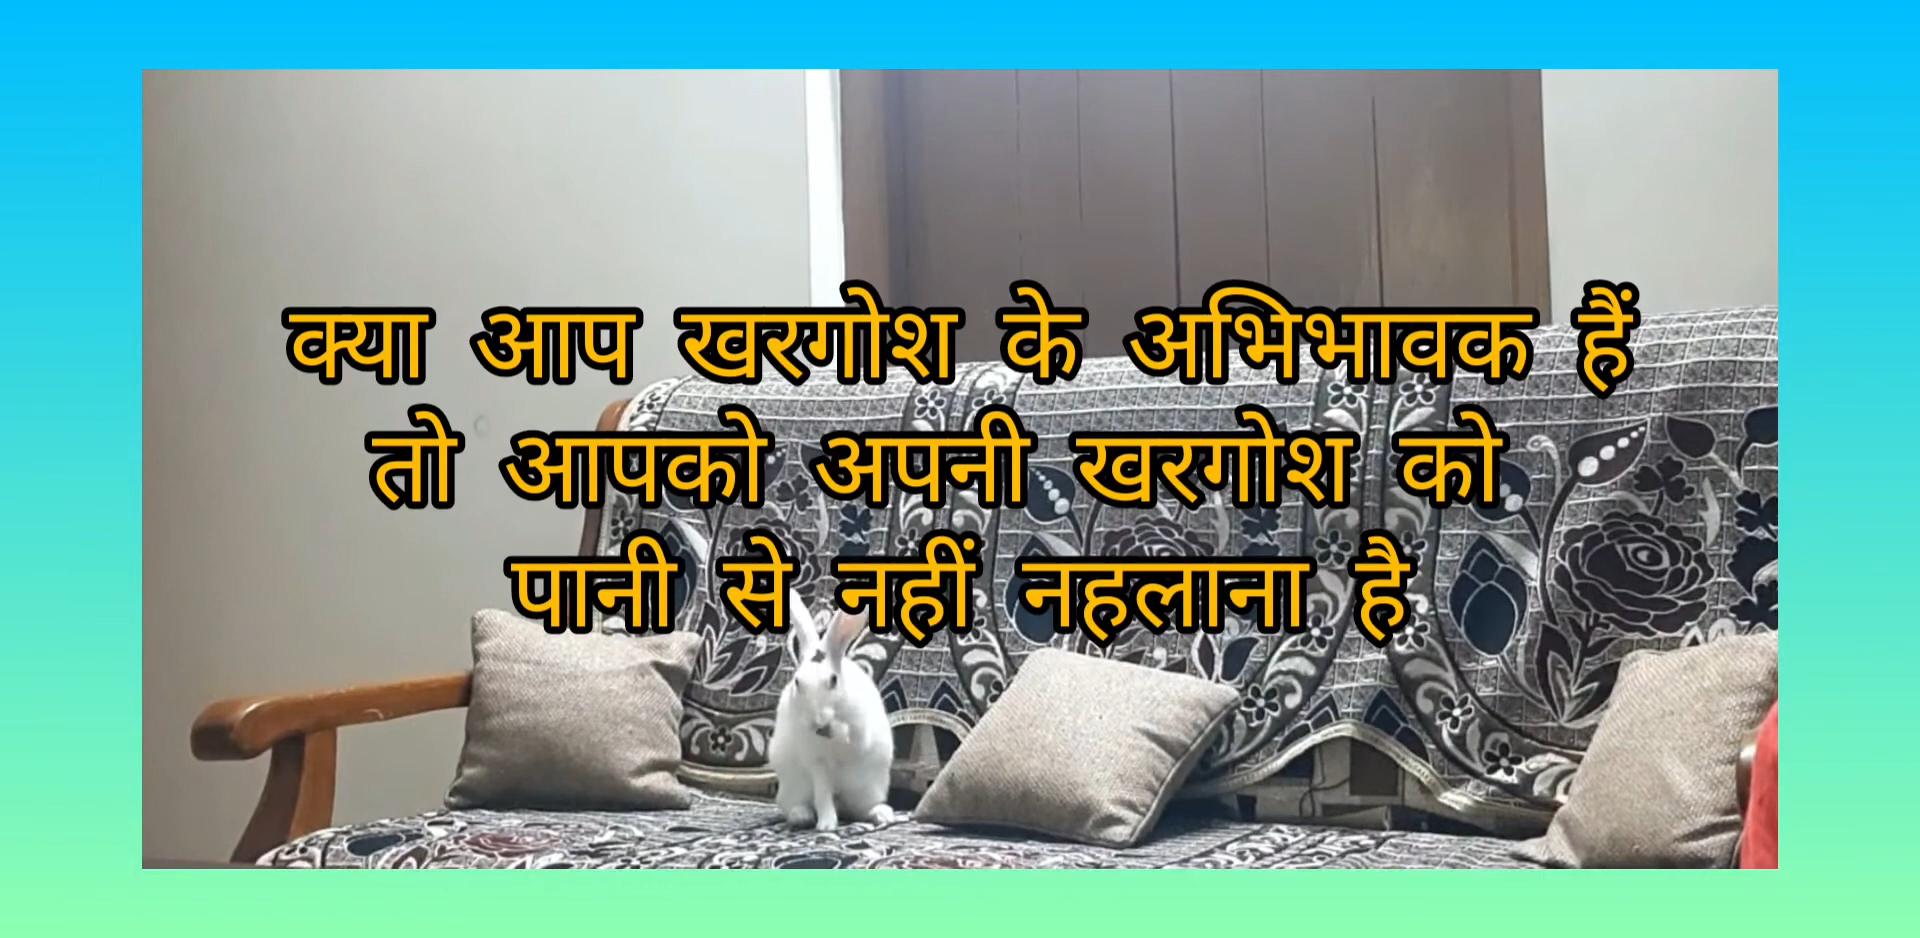 क्या आप खरगोश के अभिभावक हैं
तो आपको अपनी खरगोश को
पानी से नहीं नहलाना है